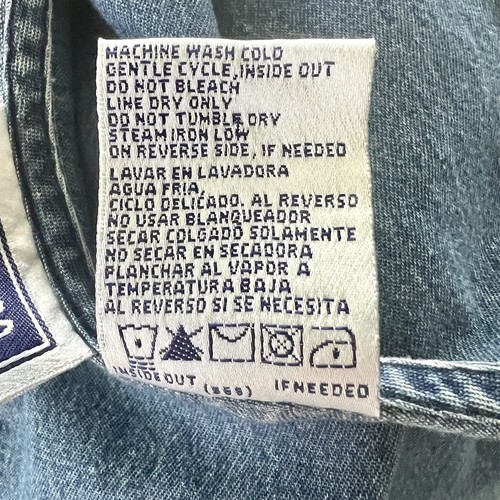 MACHINE WASH COLD
GENTLE CYCLE, INSIDE OUT
DO NOT BLEACH
LINE DRY ONLY
DO NOT TUMBLE DRY
STEAM IRON LOW
ON REVERSE SIDE, IF NEEDED
LAVAR EN LAVADORA
AGUA FRIA,
CICLO DELICADO. AL REVERSO
NO USAR BLANQUEADOR
SECAR COLGADO SOLAMENTE
NO SECAR EN SECADORA
PLANCHAR AL VAPOR A
TEMPERATURA BAJA
AL REVERSO SI SE NECESITA
INSIDE OUT IF NEEDED